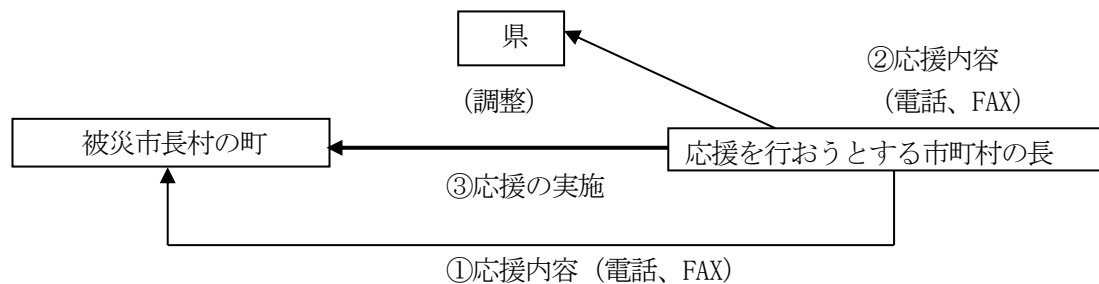 県
②応援内容
(電話、FAX)
(調整)
被災市長村の町
応援を行おうとする市町村の長
③応援の実施
①応援内容 (電話、FAX)